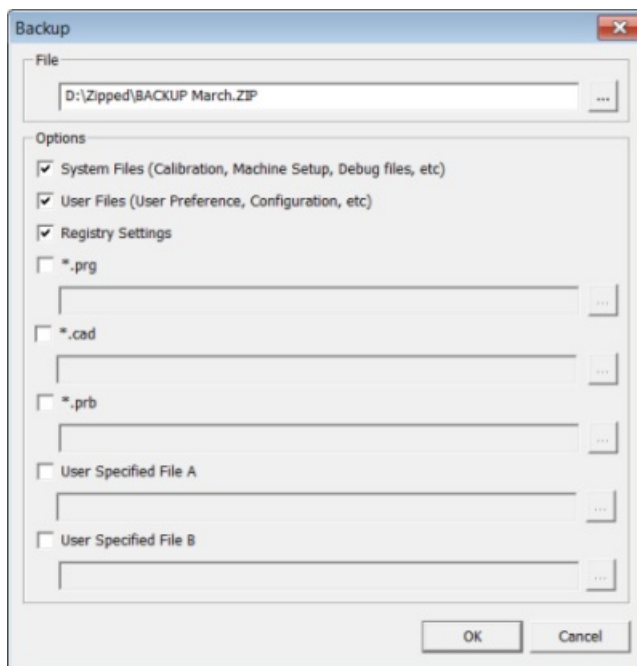 Backup
File
D:\Zipped\BACKUP March.ZIP
...
Options
System Files (Calibration, Machine Setup, Debug files, etc)
User Files (User Preference, Configuration, etc)
Registry Settings
*.prg
...
*.cad
...
*.prb
...
User Specified File A
...
User Specified File B
...
OK Cancel